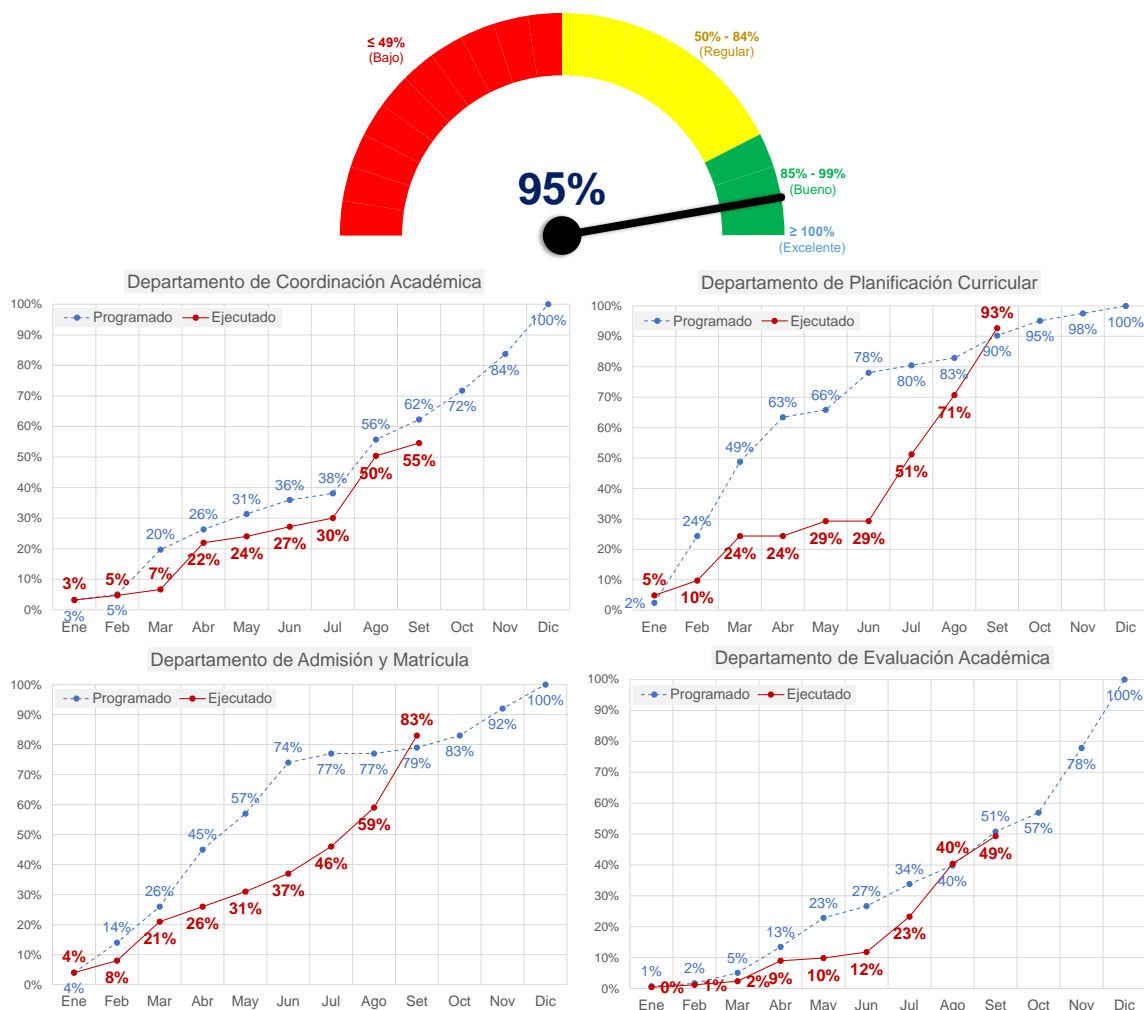 ≤ 49%
(Bajo)
50% - 84%
(Regular)
95%
85% - 99%
(Bueno)
≥ 100%
(Excelente)
Departamento de Coordinación Académica
Programado Ejecutado
100%
90%
80%
70%
60%
50%
40%
30%
20%
10%
0%
3% 5% 20% 26% 31% 36% 38% 56% 62% 72% 84% 100%
3% 5% 7% 22% 24% 27% 30% 50% 55%
Ene Feb Mar Abr May Jun Jul Ago Set Oct Nov Dic
Departamento de Planificación Curricular
Programado Ejecutado
100%
90%
80%
70%
60%
50%
40%
30%
20%
10%
0%
2% 24% 49% 63% 66% 78% 80% 83% 90% 95% 98% 100%
5% 10% 24% 24% 29% 29% 51% 71% 93%
Ene Feb Mar Abr May Jun Jul Ago Set Oct Nov Dic
Departamento de Admisión y Matrícula
Programado Ejecutado
100%
90%
80%
70%
60%
50%
40%
30%
20%
10%
0%
4% 14% 26% 45% 57% 74% 77% 77% 79% 83% 92% 100%
4% 8% 21% 26% 31% 37% 46% 59% 83%
Ene Feb Mar Abr May Jun Jul Ago Set Oct Nov Dic
Departamento de Evaluación Académica
Programado Ejecutado
100%
90%
80%
70%
60%
50%
40%
30%
20%
10%
0%
1% 2% 5% 13% 23% 27% 34% 40% 51% 57% 78% 100%
0% 1% 2% 9% 10% 12% 23% 40% 49%
Ene Feb Mar Abr May Jun Jul Ago Set Oct Nov Dic